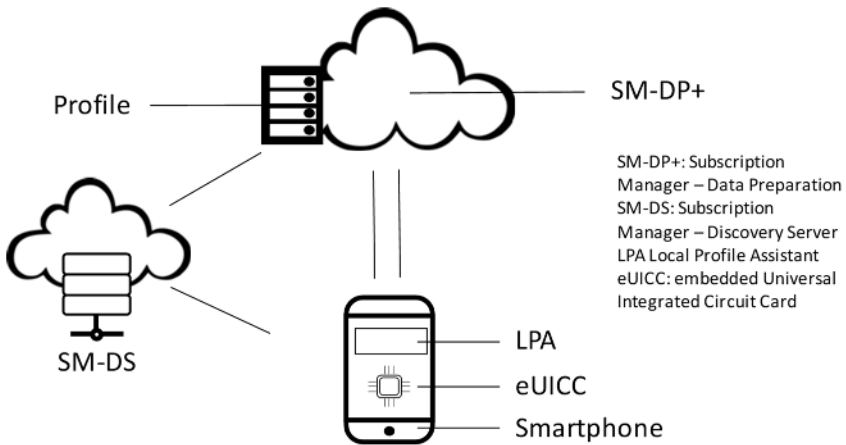 Profile
SM-DP+
SM-DP+: Subscription
Manager – Data Preparation
SM-DS: Subscription
Manager – Discovery Server
LPA Local Profile Assistant
eUICC: embedded Universal
Integrated Circuit Card
SM-DS
LPA
eUICC
Smartphone